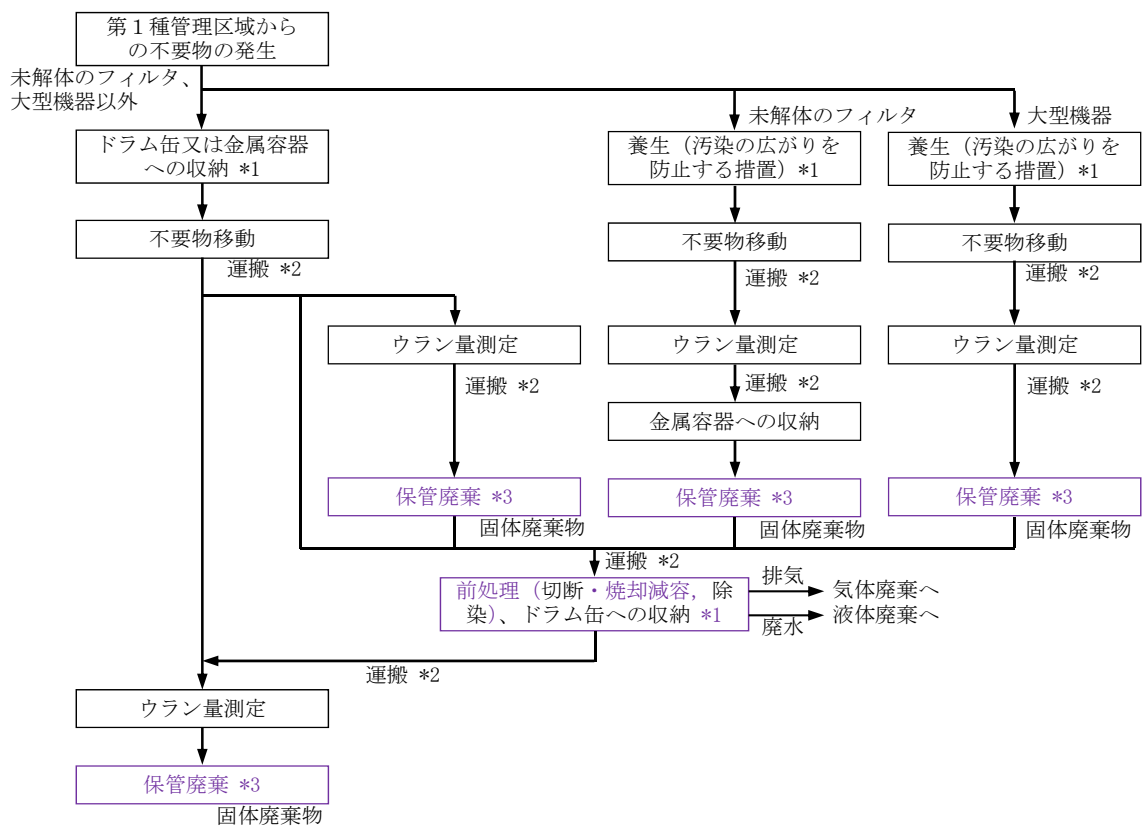 第１種管理区域から
の不要物の発生
未解体のフィルタ、
大型機器以外
未解体のフィルタ
大型機器
ドラム缶又は金属容器
への収納 *1
養生（汚染の広がりを
防止する措置）*1
養生（汚染の広がりを
防止する措置）*1
不要物移動
不要物移動
不要物移動
運搬 *2
運搬 *2
運搬 *2
ウラン量測定
ウラン量測定
ウラン量測定
運搬 *2
運搬 *2
運搬 *2
金属容器への収納
保管廃棄 *3
保管廃棄 *3
保管廃棄 *3
固体廃棄物
固体廃棄物
固体廃棄物
運搬 *2
前処理（切断・焼却減容，除
染）、ドラム缶への収納 *1
排気
気体廃棄へ
廃水
液体廃棄へ
運搬 *2
ウラン量測定
保管廃棄 *3
固体廃棄物